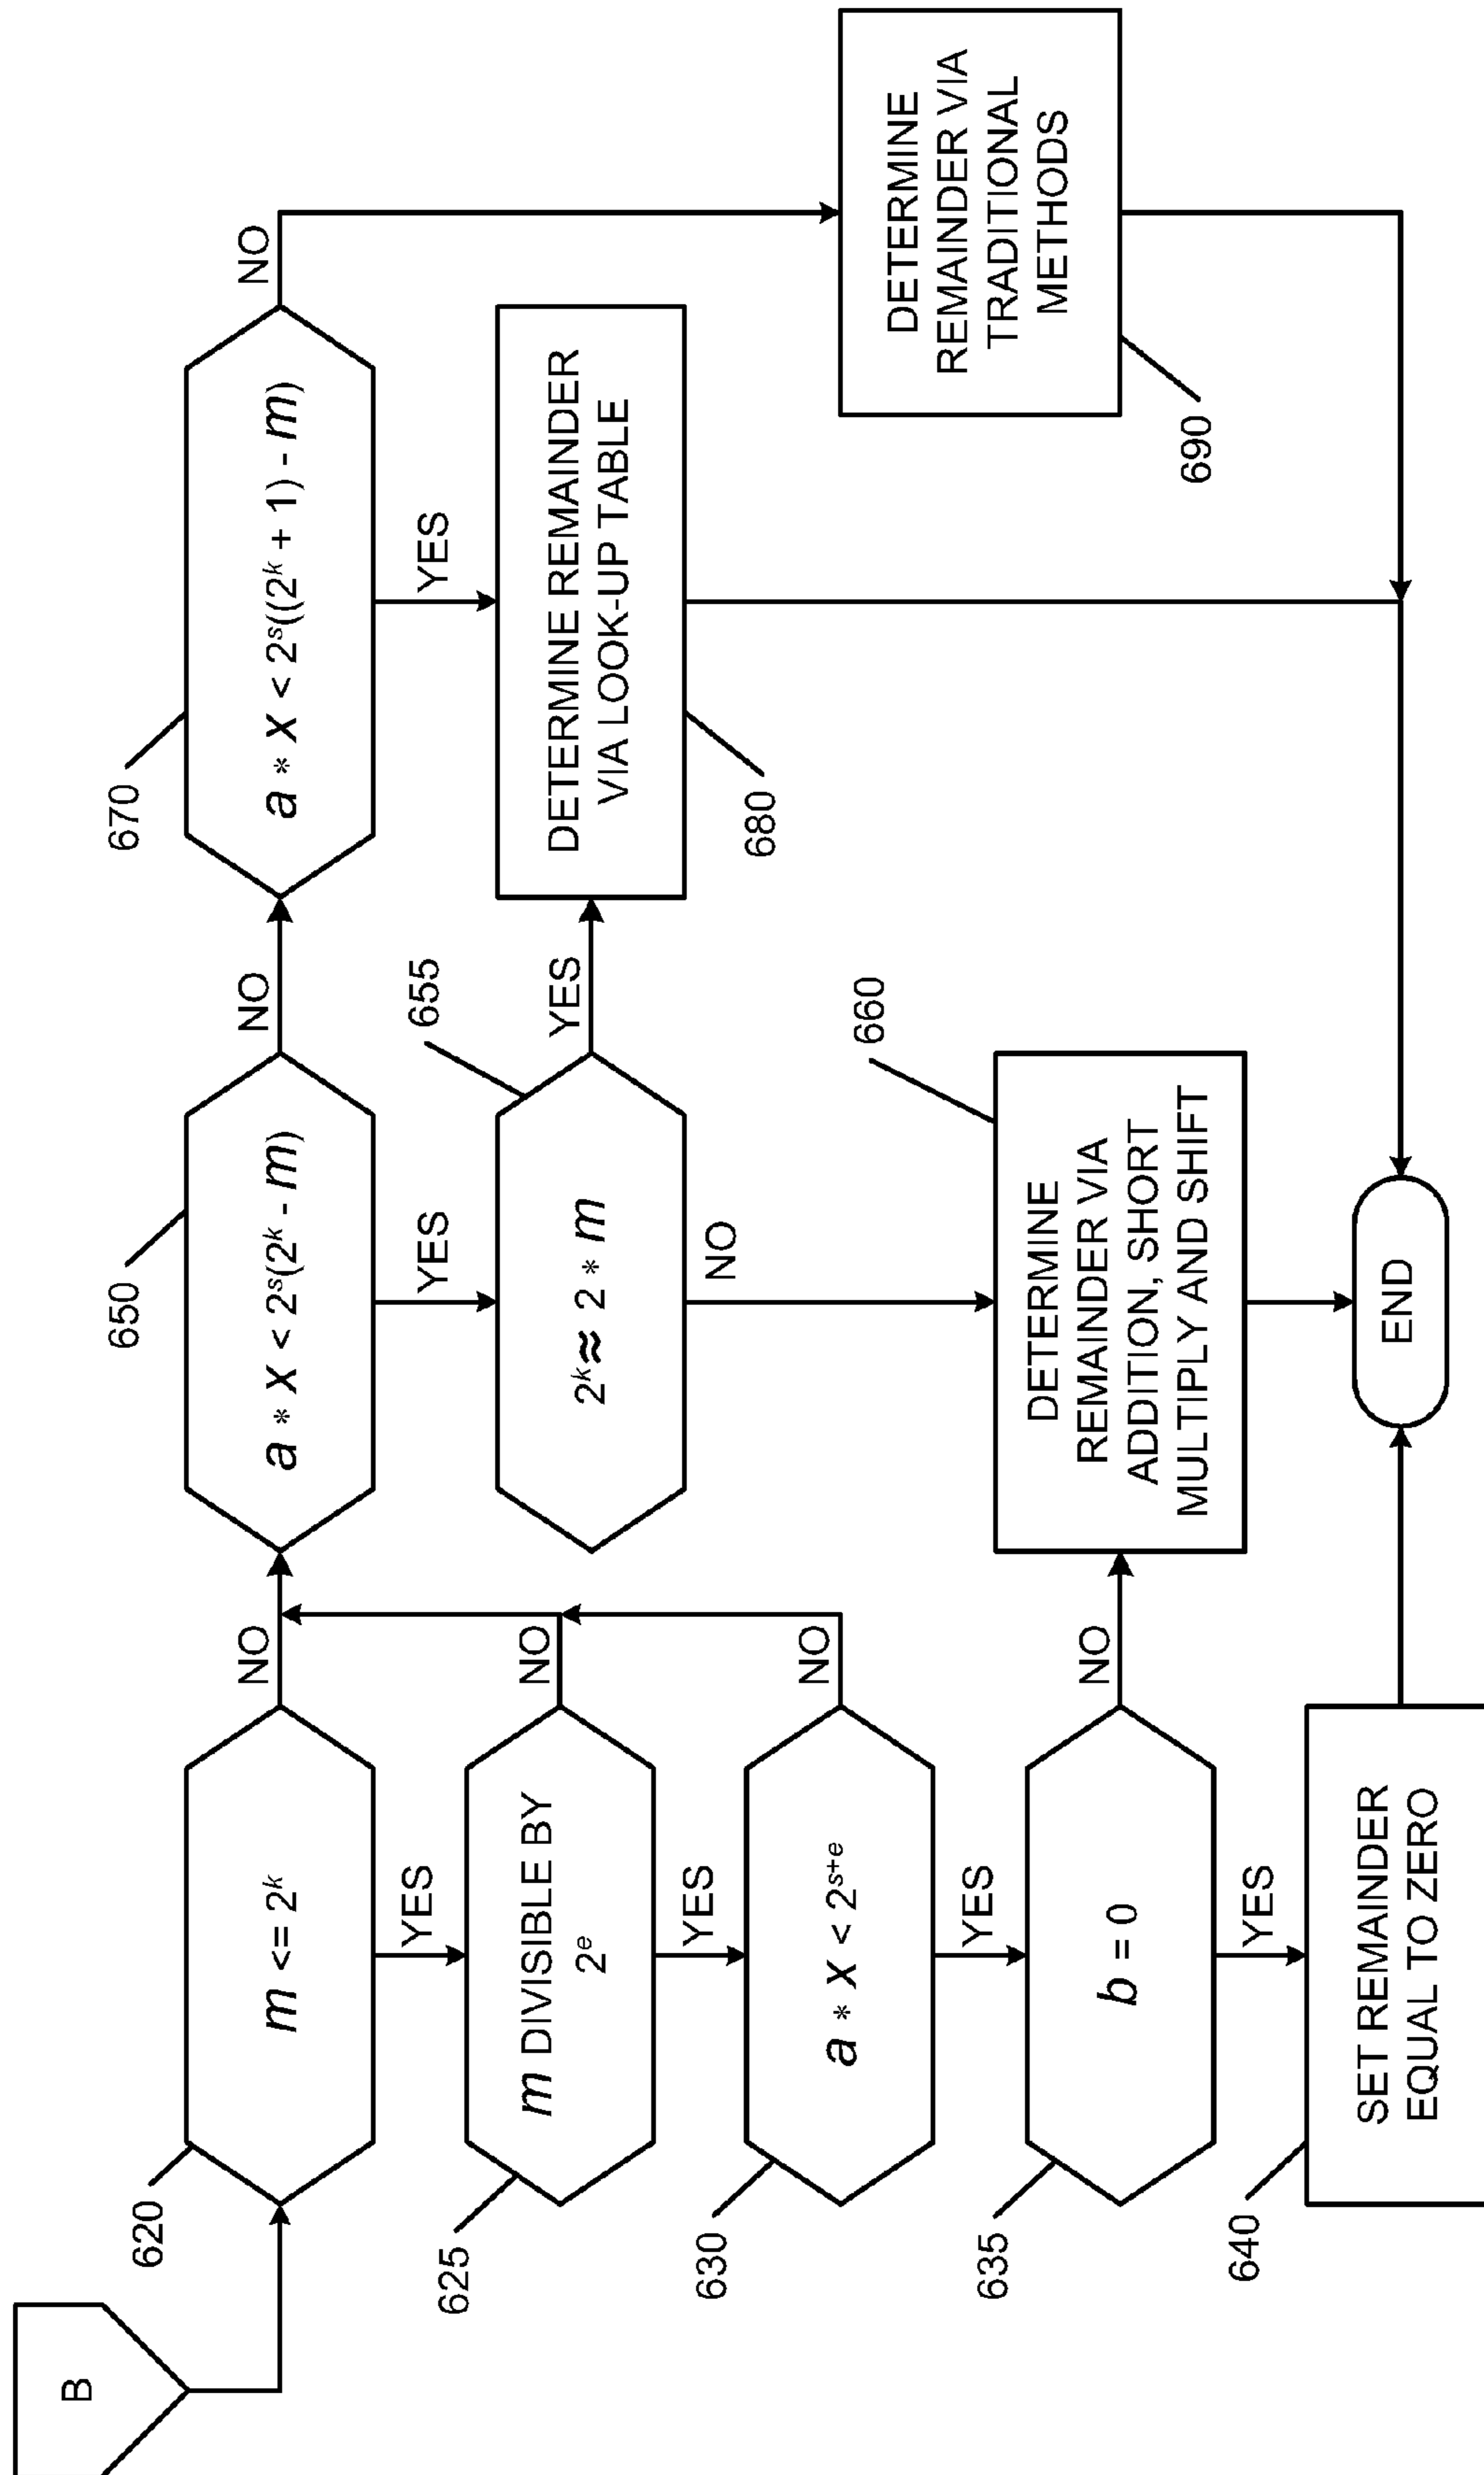 B
620
m <= 2^k
NO
YES
625
m DIVISIBLE BY
2^e
NO
YES
630
a * x < 2^{s+e}
NO
YES
635
b = 0
NO
YES
640
SET REMAINDER
EQUAL TO ZERO
650
a * x < 2^s(2^k - m)
NO
YES
655
2^k ≈ 2 * m
YES
NO
660
DETERMINE
REMAINDER VIA
ADDITION, SHORT
MULTIPLY AND SHIFT
END
670
a * x < 2^s((2^k + 1) - m)
NO
YES
DETERMINE REMAINDER
VIA LOOK-UP TABLE
680
DETERMINE
REMAINDER VIA
TRADITIONAL
METHODS
690